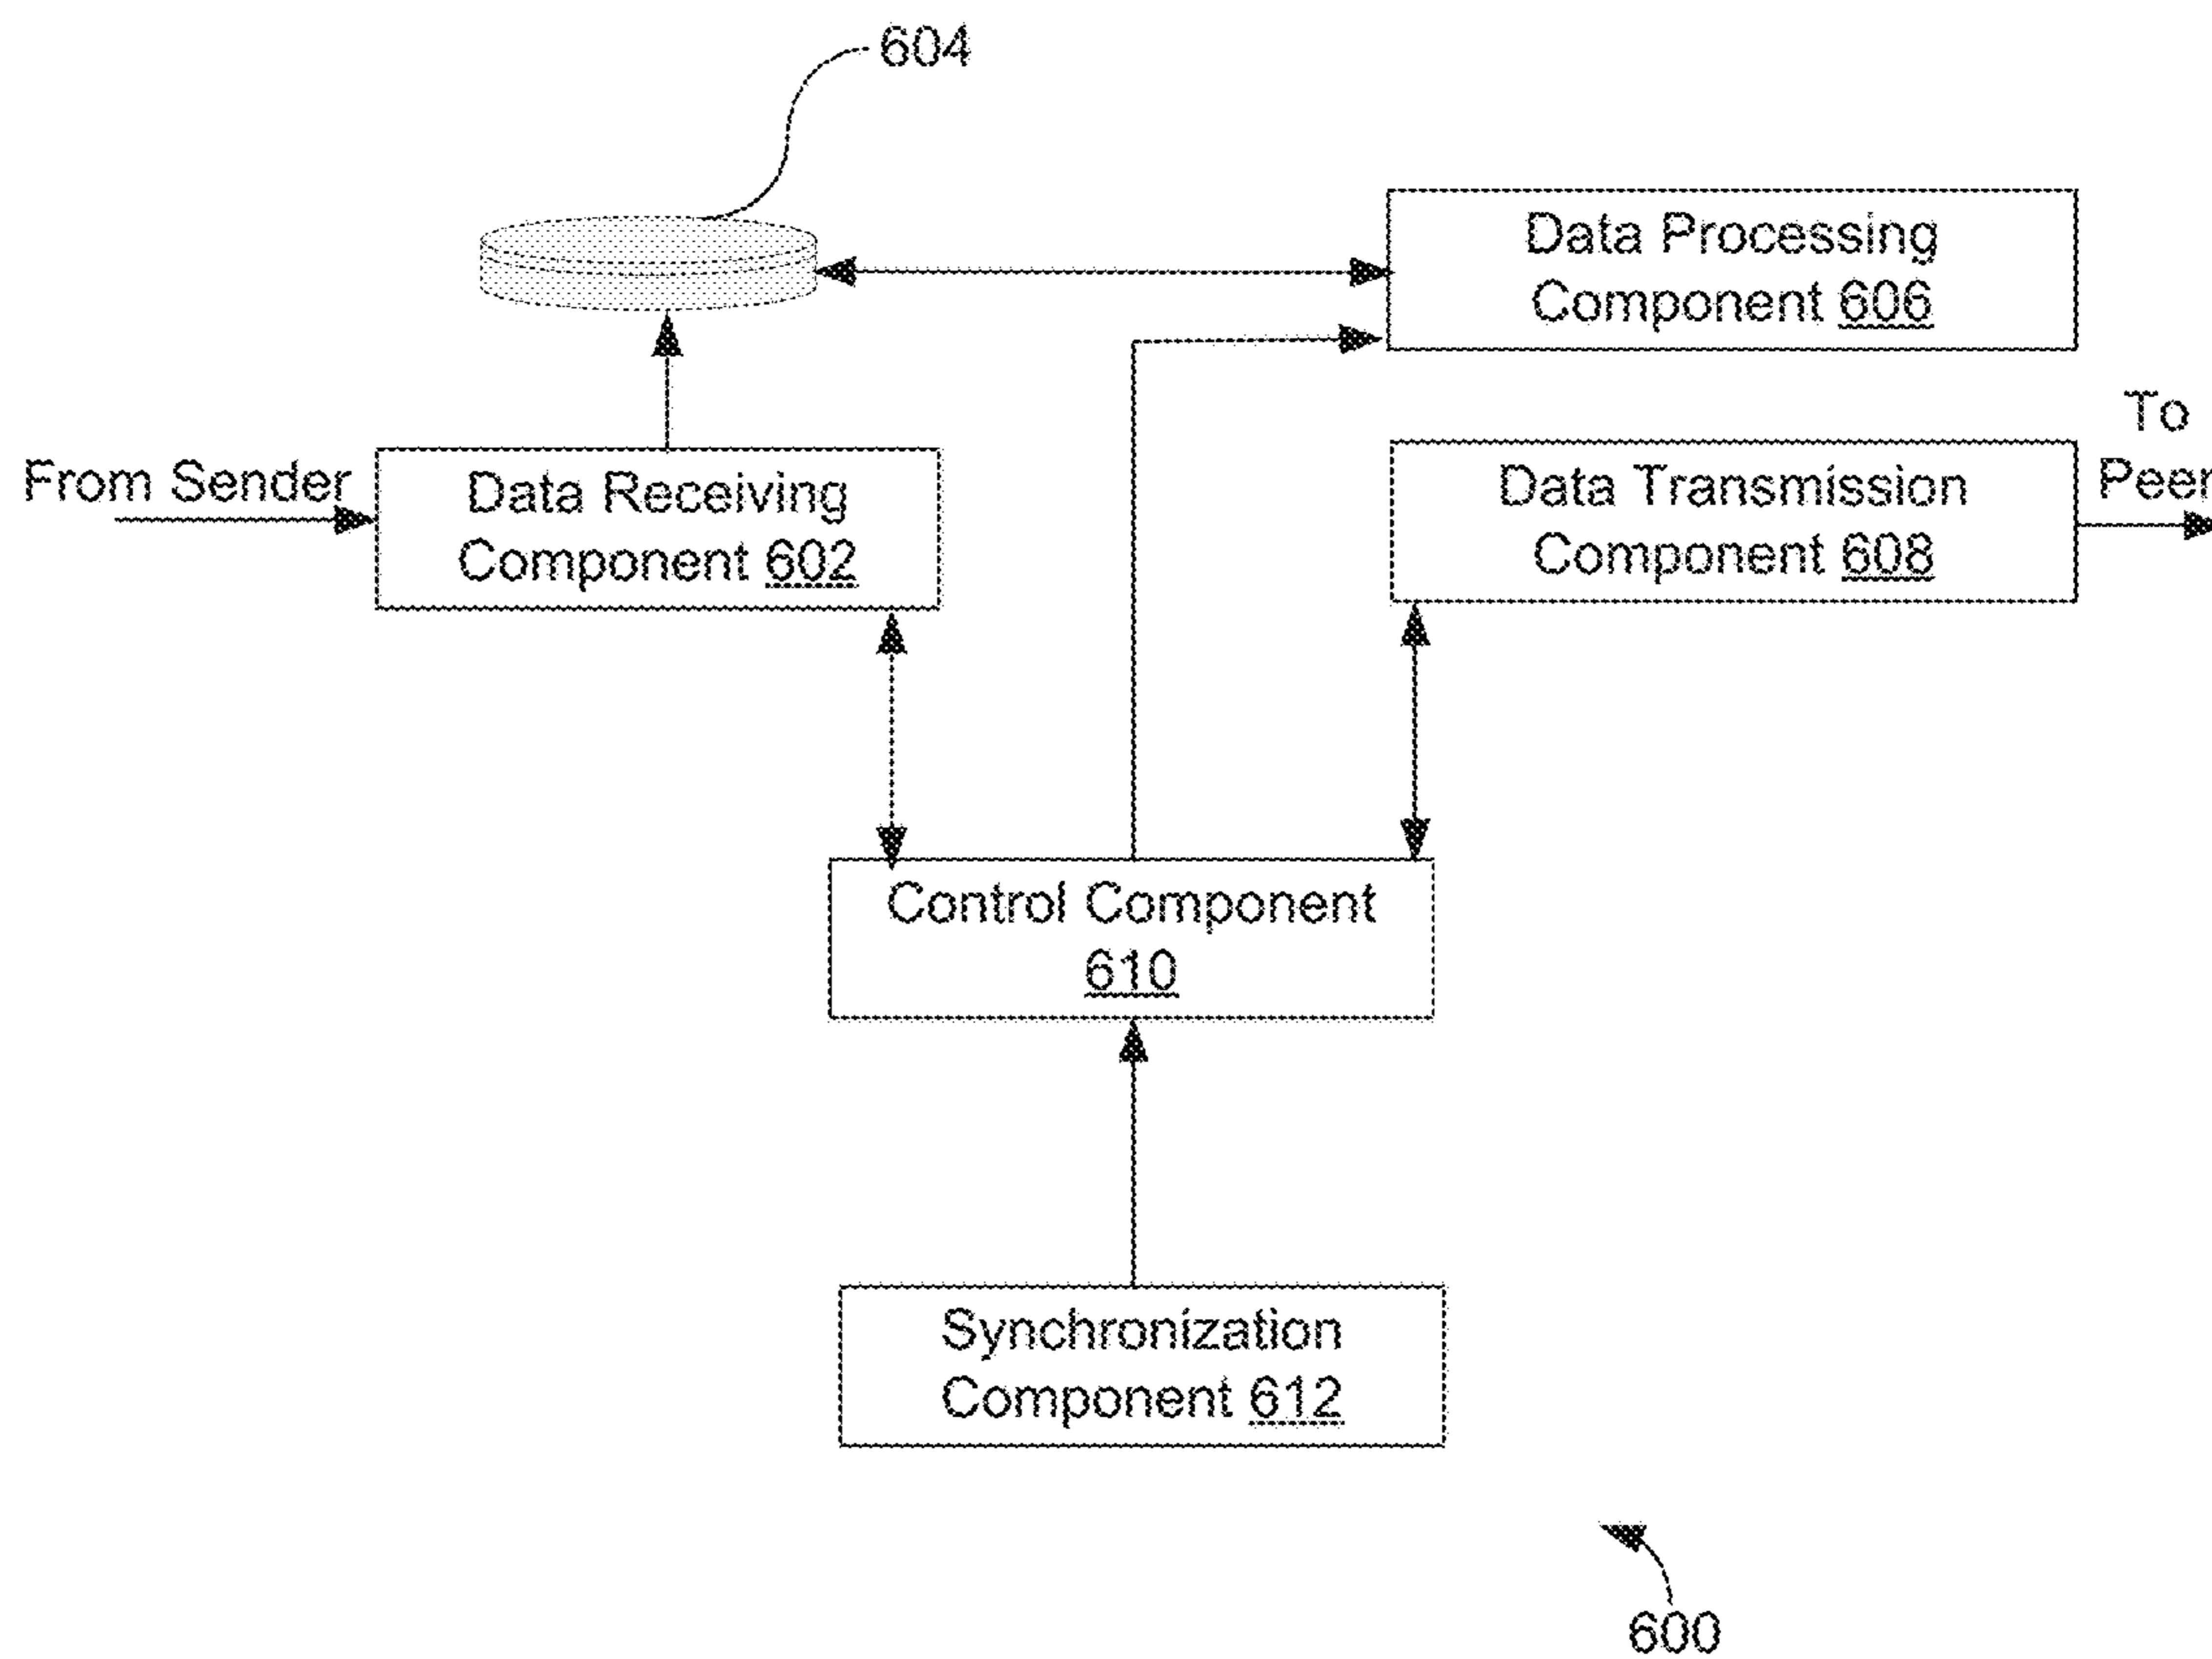 604
Data Processing
Component 606
To
Peer
From Sender
Data Receiving
Component 602
Data Transmission
Component 608
Control Component
610
Synchronization
Component 612
600